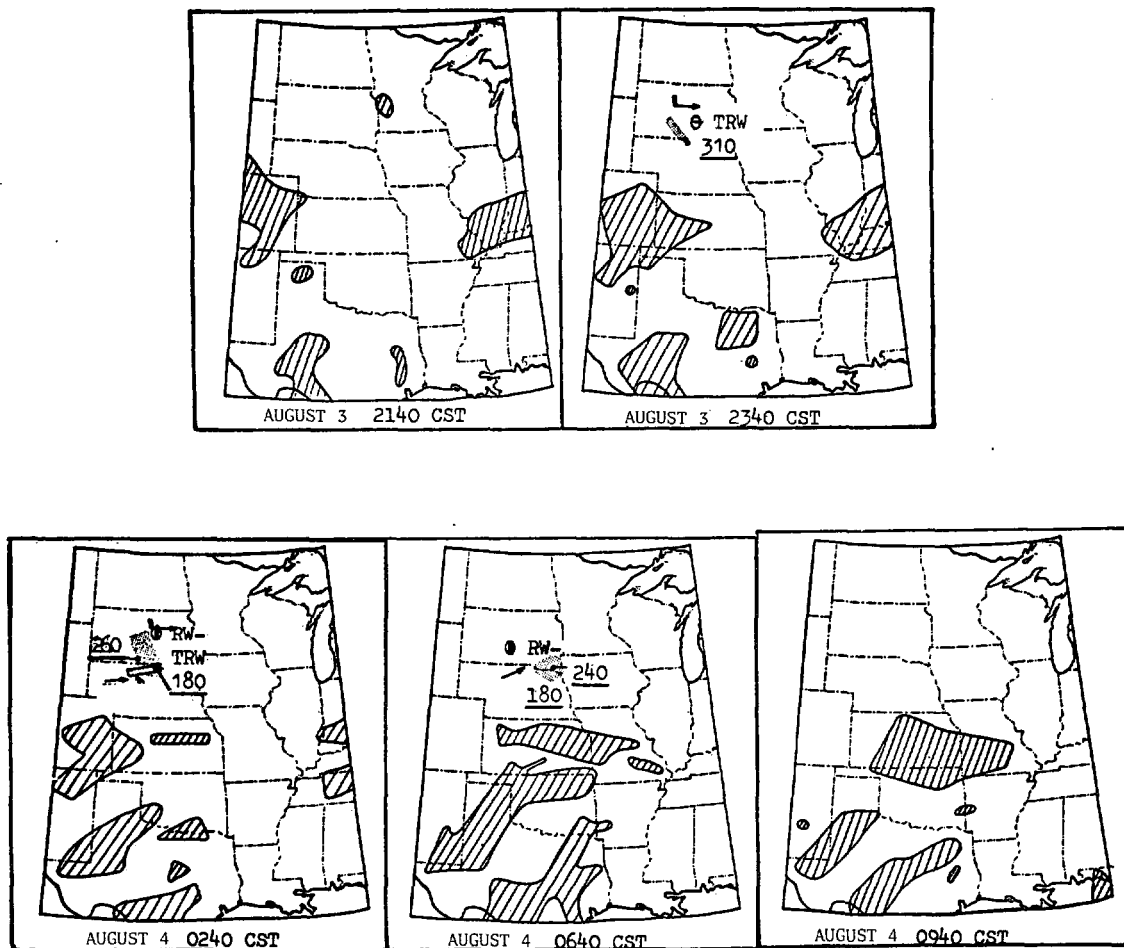 θ TRW
310
AUGUST 3 2140 CST
AUGUST 3 2340 CST
RW-
260
TRW
180
AUGUST 4 0240 CST
RW-
240
180
AUGUST 4 0640 CST
AUGUST 4 0940 CST